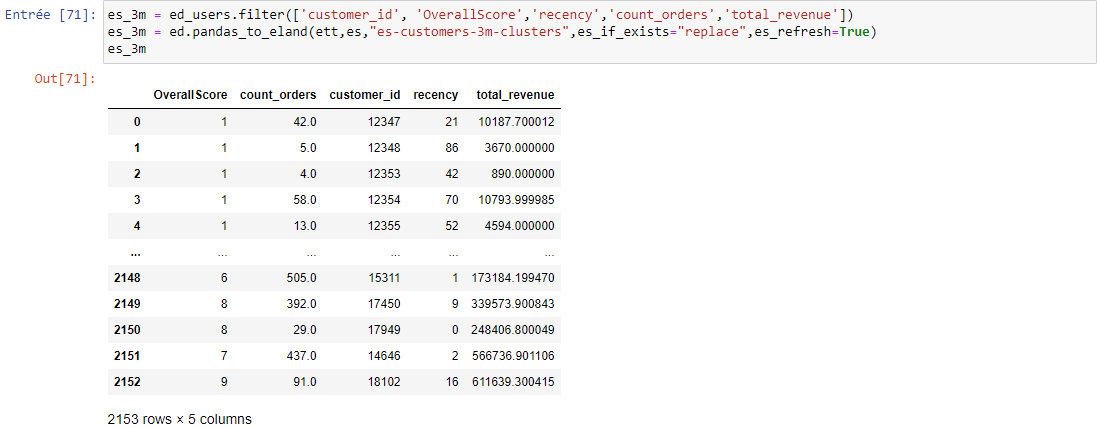 Entrée [71]: es_3m = ed_users.filter(['customer_id', 'OverallScore','recency','count_orders','total_revenue'])
es_3m = ed.pandas_to_eland(ett,es,"es-customers-3m-clusters",es_if_exists="replace",es_refresh=True)
es_3m
Out[71]:
OverallScore count_orders customer_id recency total_revenue
0 1 42.0 12347 21 10187.700012
1 1 5.0 12348 86 3670.000000
2 1 4.0 12353 42 890.000000
3 1 58.0 12354 70 10793.999985
4 1 13.0 12355 52 4594.000000
... ... ... ... ... ...
2148 6 505.0 15311 1 173184.199470
2149 8 392.0 17450 9 339573.900843
2150 8 29.0 17949 0 248406.800049
2151 7 437.0 14646 2 566736.901106
2152 9 91.0 18102 16 611639.300415
2153 rows × 5 columns